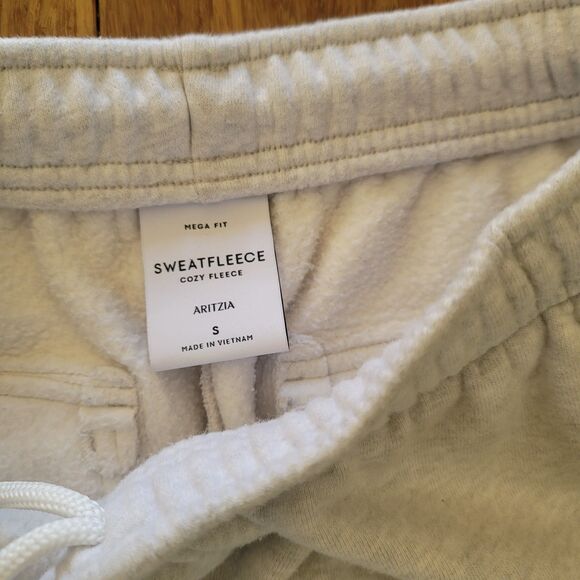 MEGA FIT
SWEATFLEECE
COZY FLEECE
ARITZIA
S
MADE IN VIETNAM